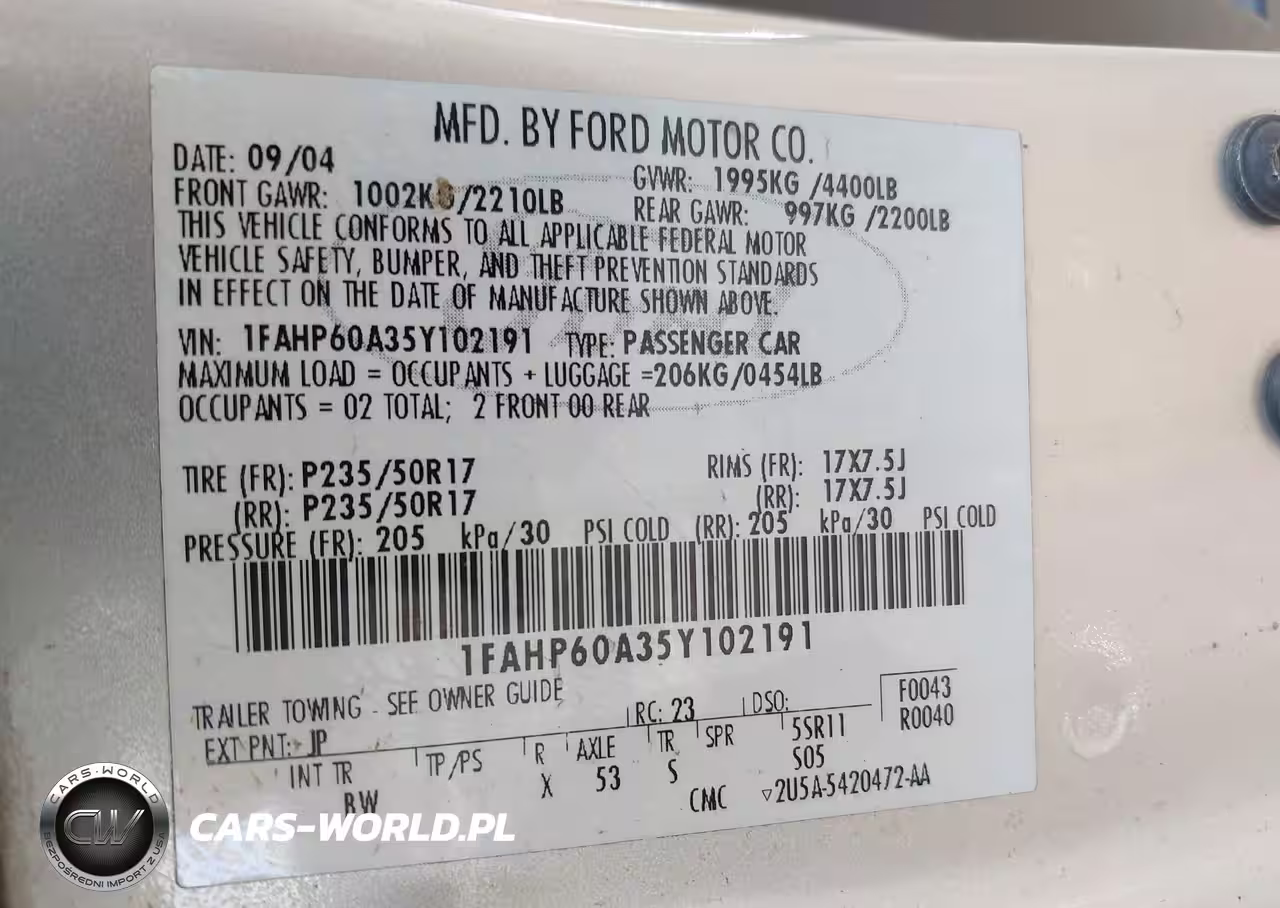 MFD. BY FORD MOTOR CO.
DATE: 09/04
GVWR: 1995KG /4400LB
FRONT GAWR: 1002KG/2210LB
REAR GAWR: 997KG /2200LB
THIS VEHICLE CONFORMS TO ALL APPLICABLE FEDERAL MOTOR
VEHICLE SAFETY, BUMPER, AND THEFT PREVENTION STANDARDS
IN EFFECT ON THE DATE OF MANUFACTURE SHOWN ABOVE.
VIN: 1FAHP60A35Y102191 TYPE: PASSENGER CAR
MAXIMUM LOAD = OCCUPANTS + LUGGAGE =206KG/0454LB
OCCUPANTS = 02 TOTAL; 2 FRONT 00 REAR
TIRE (FR): P235/50R17 RIMS (FR): 17X7.5J
(RR): P235/50R17 (RR): 17X7.5J
PRESSURE (FR): 205 kPa/30 PSI COLD (RR): 205 kPa/30 PSI COLD
1FAHP60A35Y102191
TRAILER TOWING - SEE OWNER GUIDE
EXT PNT: JP RC: 23 DSO: F0043
R0040
INT TR TP/PS R AXLE TR SPR 5SR11
BW X 53 S S05
CMC 2U5A-5420472-AA
CARS-WORLD
CW
BEZPOŚREDNI IMPORT Z USA
CARS-WORLD.PL